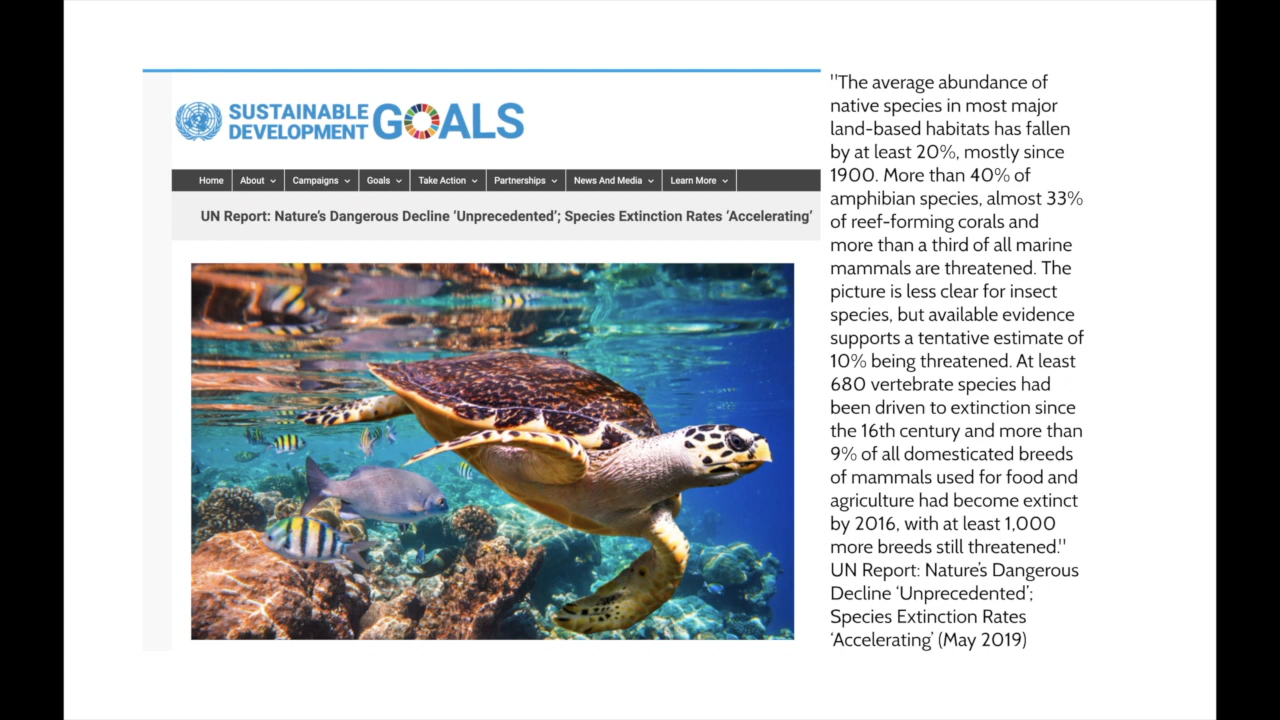 SUSTAINABLE
DEVELOPMENT
GOALS
Home About Campaigns Goals Take Action Partnerships News And Media Learn More
UN Report: Nature's Dangerous Decline 'Unprecedented'; Species Extinction Rates 'Accelerating'
"The average abundance of
native species in most major
land-based habitats has fallen
by at least 20%, mostly since
1900. More than 40% of
amphibian species, almost 33%
of reef-forming corals and
more than a third of all marine
mammals are threatened. The
picture is less clear for insect
species, but available evidence
supports a tentative estimate of
10% being threatened. At least
680 vertebrate species had
been driven to extinction since
the 16th century and more than
9% of all domesticated breeds
of mammals used for food and
agriculture had become extinct
by 2016, with at least 1,000
more breeds still threatened."
UN Report: Nature's Dangerous
Decline 'Unprecedented';
Species Extinction Rates
'Accelerating' (May 2019)